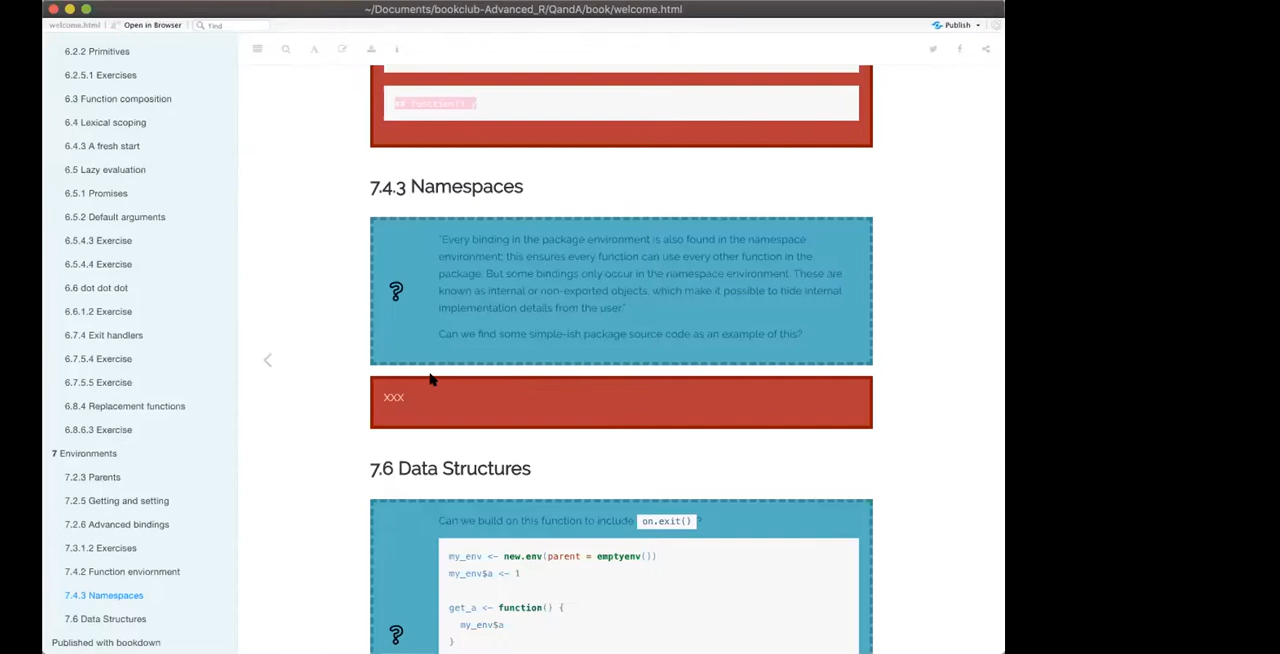 ~/Documents/bookclub-Advanced_R/QandA/book/welcome.html
welcome.html
Open in Browser
Find
Publish
6.2.2 Primitives
6.2.5.1 Exercises
6.3 Function composition
6.4 Lexical scoping
6.4.3 A fresh start
6.5 Lazy evaluation
6.5.1 Promises
6.5.2 Default arguments
6.5.4.3 Exercise
6.5.4.4 Exercise
6.6 dot dot dot
6.6.1.2 Exercise
6.7.4 Exit handlers
6.7.5.4 Exercise
6.7.5.5 Exercise
6.8.4 Replacement functions
6.8.6.3 Exercise
7 Environments
7.2.3 Parents
7.2.5 Getting and setting
7.2.6 Advanced bindings
7.3.1.2 Exercises
7.4.2 Function enviornment
7.4.3 Namespaces
7.6 Data Structures
Published with bookdown
## function() {
7.4.3 Namespaces
"Every binding in the package environment is also found in the namespace
environment; this ensures every function can use every other function in the
package. But some bindings only occur in the namespace environment. These are
known as internal or non-exported objects, which make it possible to hide internal
implementation details from the user."
Can we find some simple-ish package source code as an example of this?
XXX
7.6 Data Structures
Can we build on this function to include on.exit()?
my_env <- new.env(parent = emptyenv())
my_env$a <- 1
get_a <- function() {
my_env$a
}